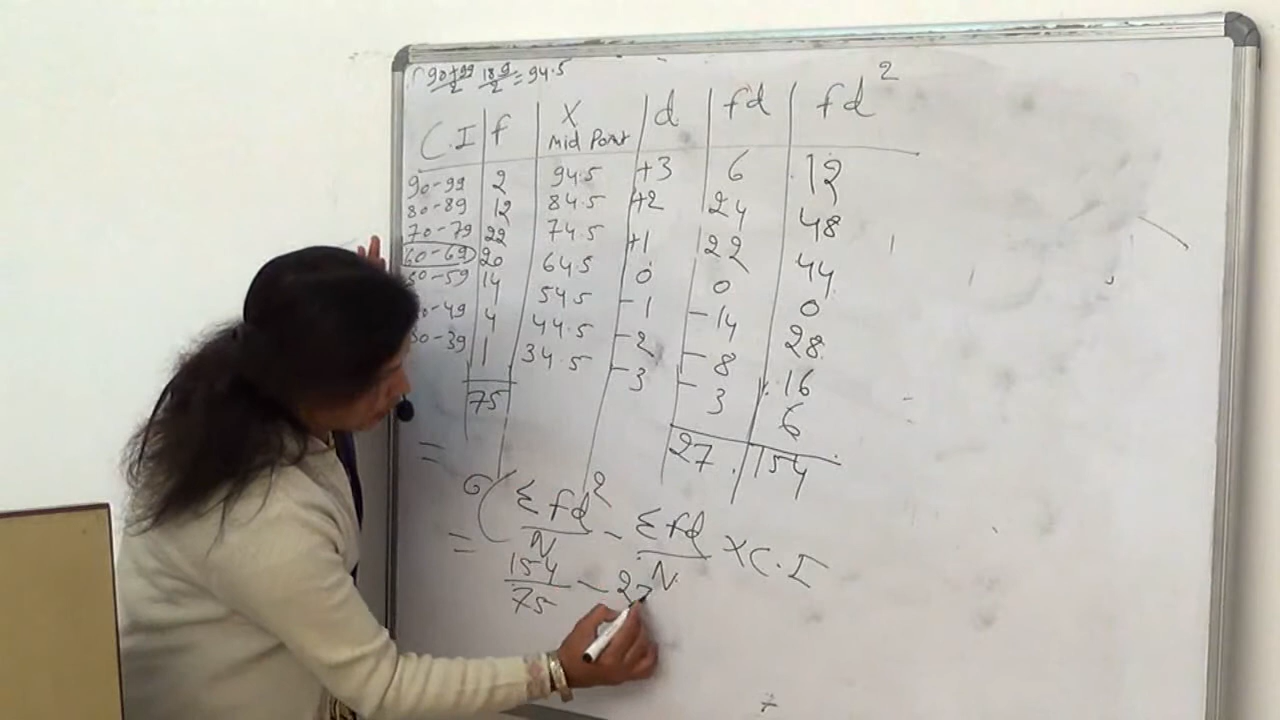 90+99/2 189/2 = 94.5
C.I f X Mid Point d fd fd²
90-99 2 94.5 +3 6 12
80-89 12 84.5 +2 24 48
70-79 22 74.5 +1 22 44
60-69 20 64.5 0 0 0
50-59 14 54.5 -1 -14 28
0-49 4 44.5 -2 -8 16
30-39 1 34.5 -3 -3 6
75 27 154
=
σ( Σfd²/N - Σfd/N × C.I
= 154/75 - 27